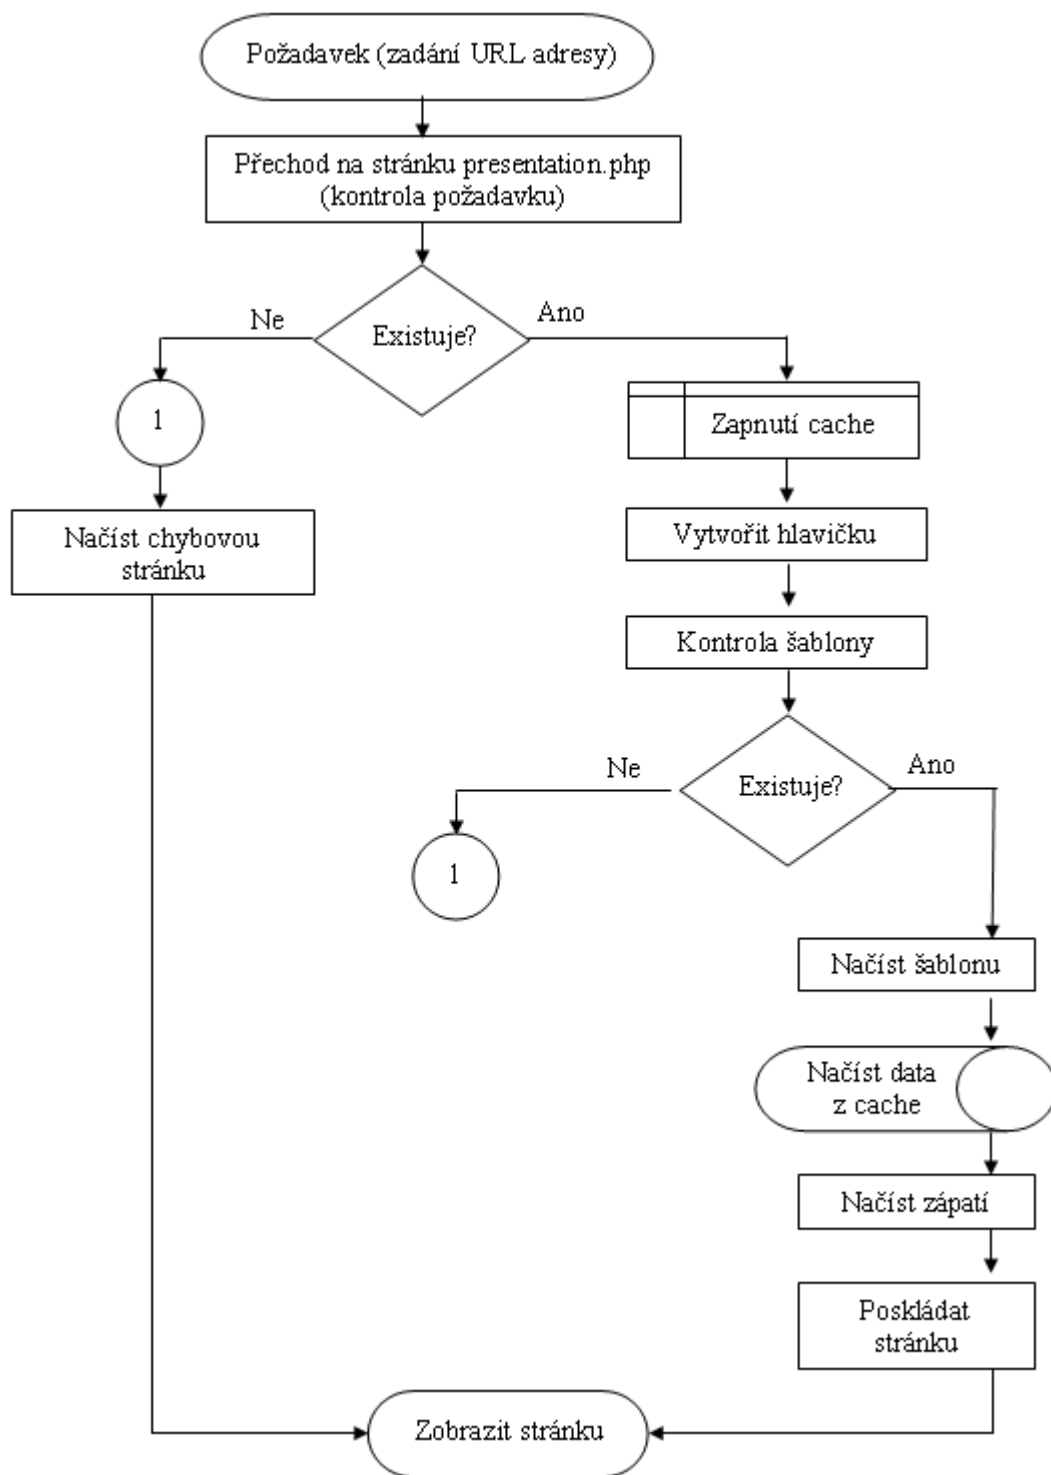 Požadavek (zadání URL adresy)
Přechod na stránku presentation.php
(kontrola požadavku)
Ne
Existuje?
Ano
1
Zapnutí cache
Načíst chybovou
stránku
Vytvořit hlavičku
Kontrola šablony
Ne
Existuje?
Ano
1
Načíst šablonu
Načíst data
z cache
Načíst zápatí
Poskládat
stránku
Zobrazit stránku